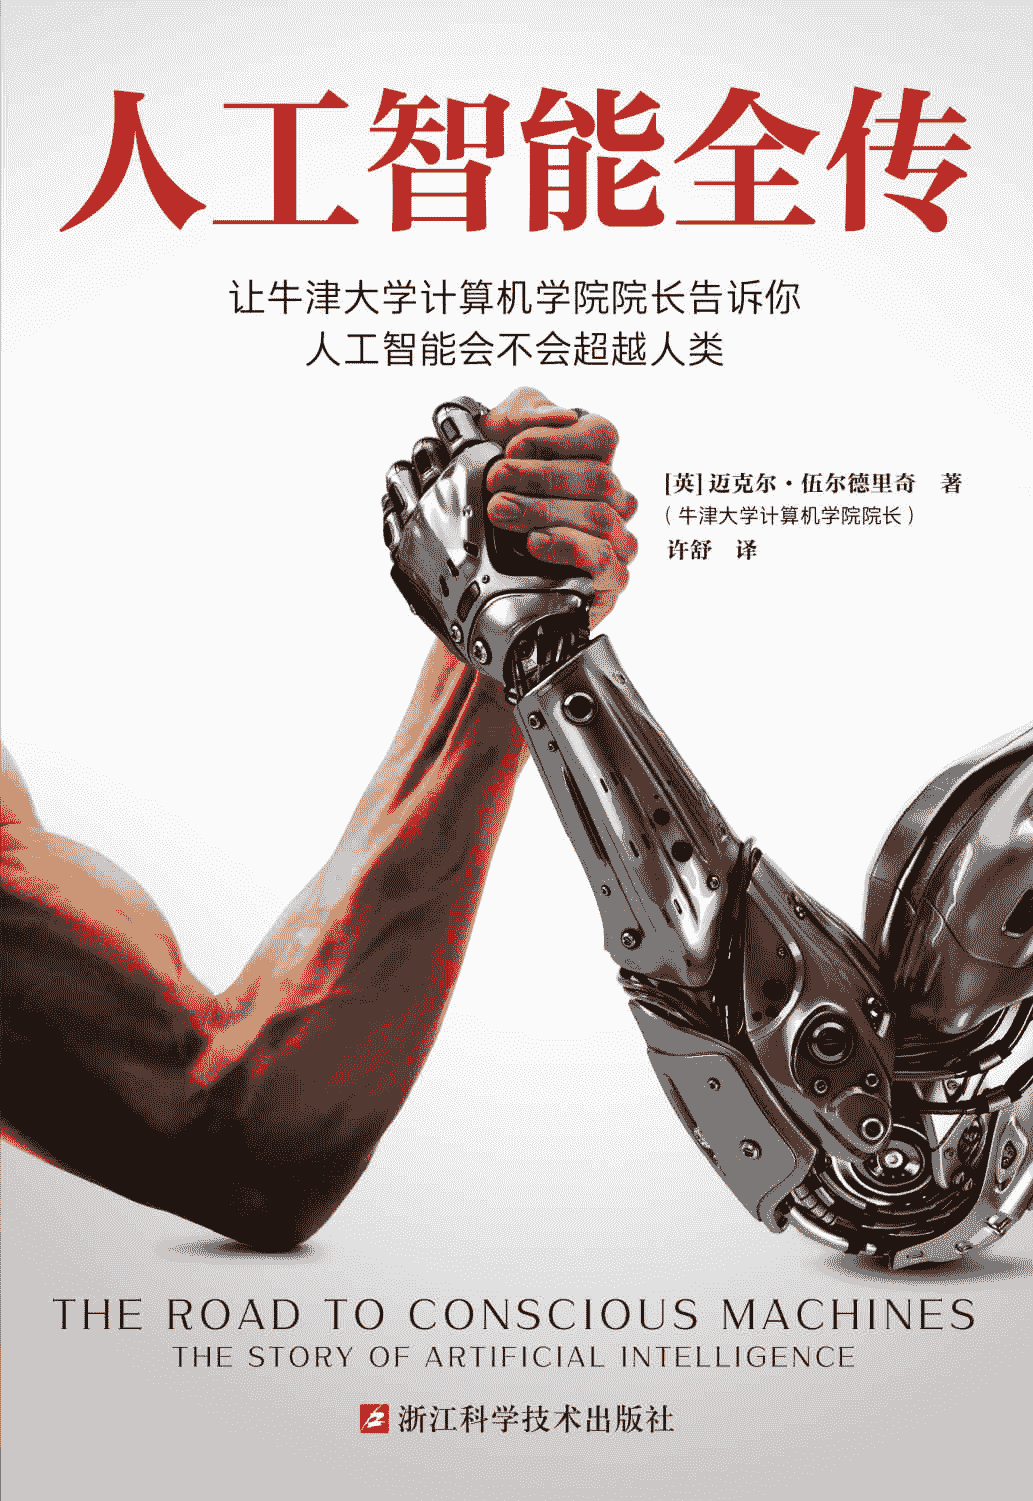 人工智能全传
让牛津大学计算机学院院长告诉你
人工智能会不会超越人类
[英] 迈克尔·伍尔德里奇 著
(牛津大学计算机学院院长)
许舒 译
THE ROAD TO CONSCIOUS MACHINES
THE STORY OF ARTIFICIAL INTELLIGENCE
浙江科学技术出版社